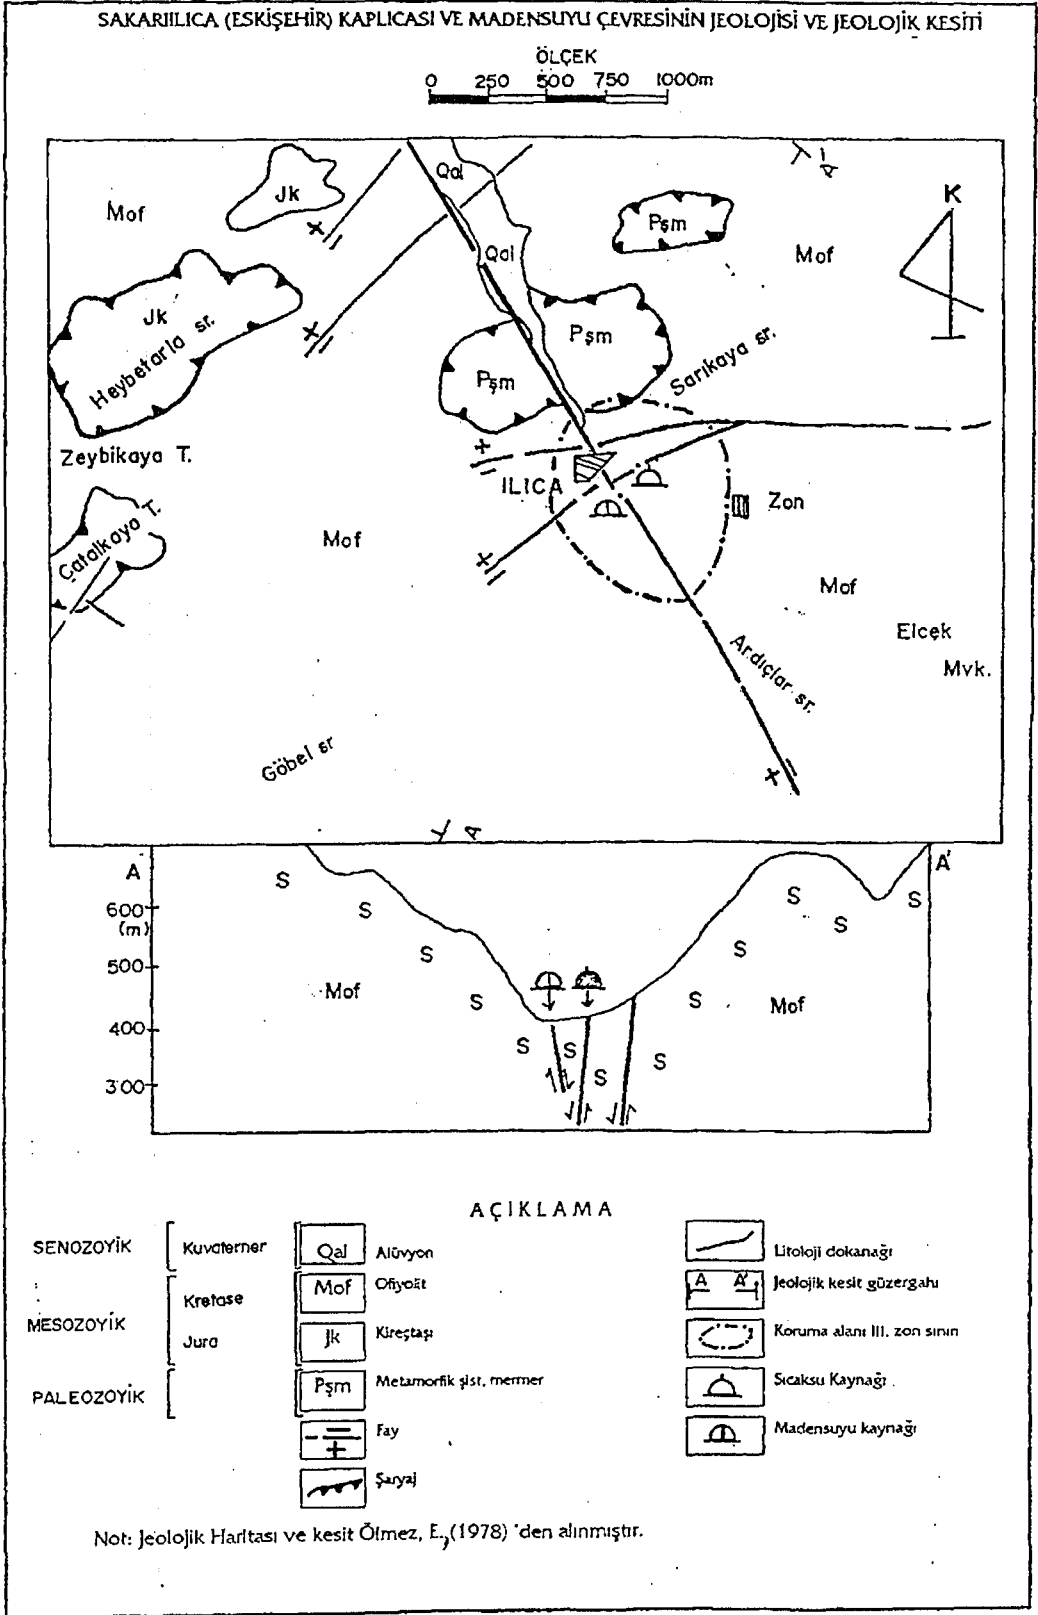 SAKARIILICA (ESKİŞEHİR) KAPLICASI VE MADENSUYU ÇEVRESİNİN JEOLOJİSİ VE JEOLOJİK KESİTİ
ÖLÇEK
0 250 500 750 1000m
Qal
Jk
Mof
Pşm
K
Qal
Mof
Jk
Heybetarla sr.
Pşm
Pşm
Sarıkaya sr.
Zeybikaya T.
ILICA
Zon
Çatalkaya T.
Mof
Mof
Elcek
Mvk.
Ardıçlar sr.
Göbel sr
A
A
A'
S
S
S
S
600
(m)
S
S
S
500
Mof
S
S
Mof
400
S
S
S
300
S
AÇIKLAMA
SENOZOYİK
Kuvaterner
Qal
Alüvyon
Litoloji dokanağı
Mof
Ofiyolit
A A'
Jeolojik kesit güzergahı
MESOZOYİK
Kretase
Jura
Jk
Kireçtaşı
Koruma alanı III. zon sınırı
PALEOZOYİK
Pşm
Metamorfik şist, mermer
Sıcaksu Kaynağı
Fay
Madensuyu kaynağı
Şaryaj
Not: Jeolojik Haritası ve kesit Ölmez, E., (1978) 'den alınmıştır.